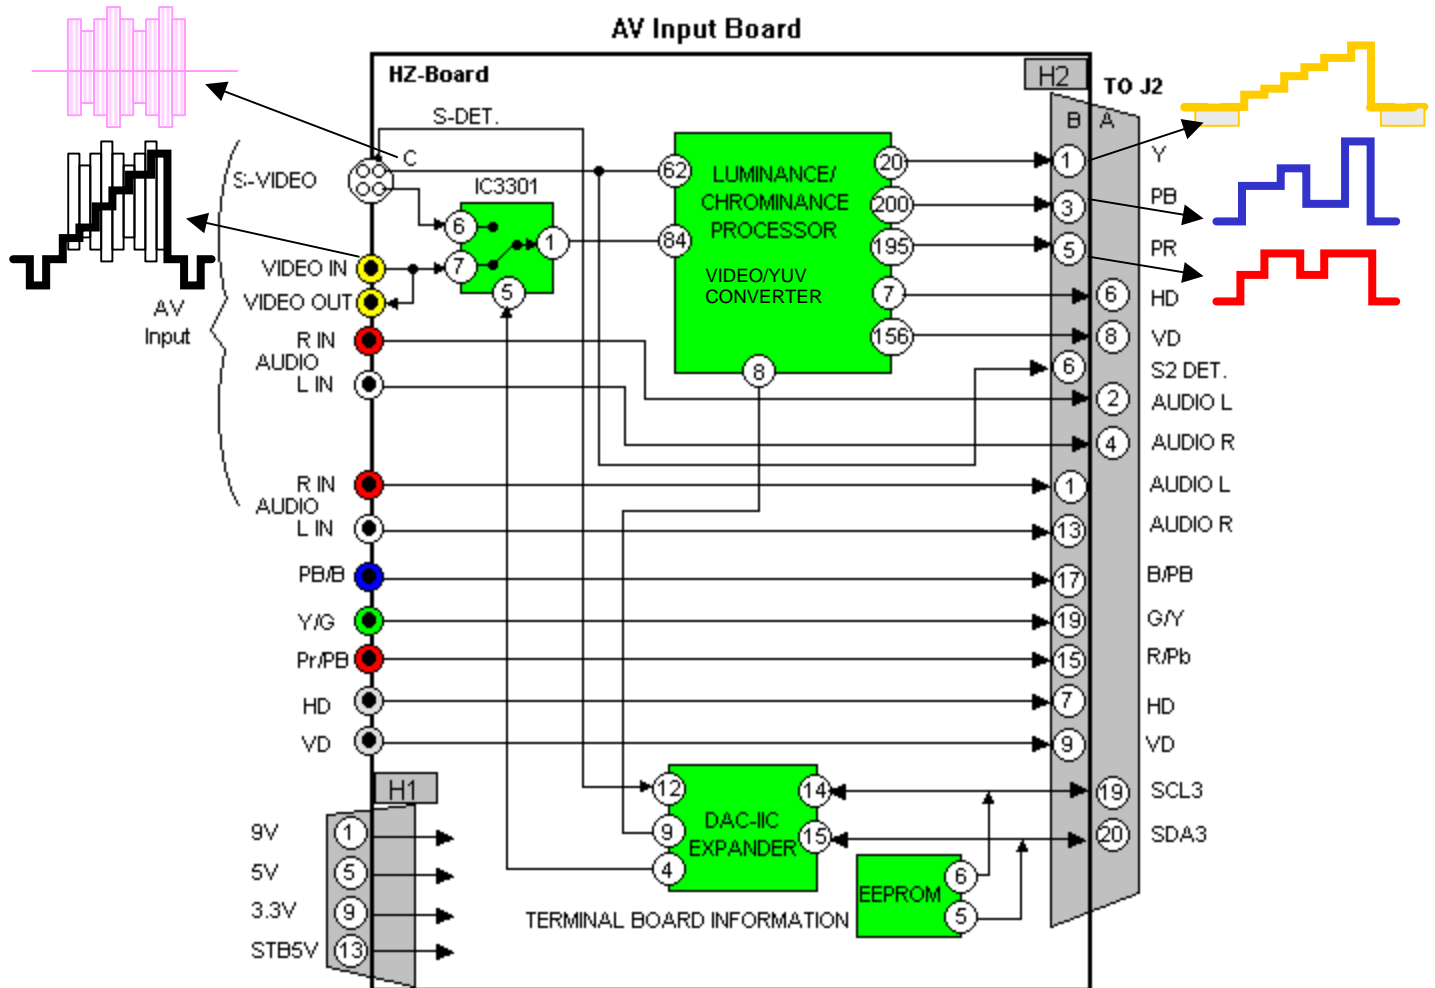 AV Input Board
HZ-Board
H2
TO J2
S-DET.
B A
C
S-VIDEO
IC3301
62
LUMINANCE/
CHROMINANCE
PROCESSOR
VIDEO/YUV
CONVERTER
20
200
195
7
156
84
8
6
7
1
5
VIDEO IN
VIDEO OUT
AV
Input
R IN
AUDIO
L IN
R IN
AUDIO
L IN
PB/B
Y/G
Pr/PB
HD
VD
1
Y
3
PB
5
PR
6
HD
8
VD
6
S2 DET.
2
AUDIO L
4
AUDIO R
1
AUDIO L
13
AUDIO R
17
B/PB
19
G/Y
15
R/Pb
7
HD
9
VD
19
SCL3
20
SDA3
12
9
4
DAC-IIC
EXPANDER
14
15
EEPROM
6
5
TERMINAL BOARD INFORMATION
H1
9V 1
5V 5
3.3V 9
STB5V 13